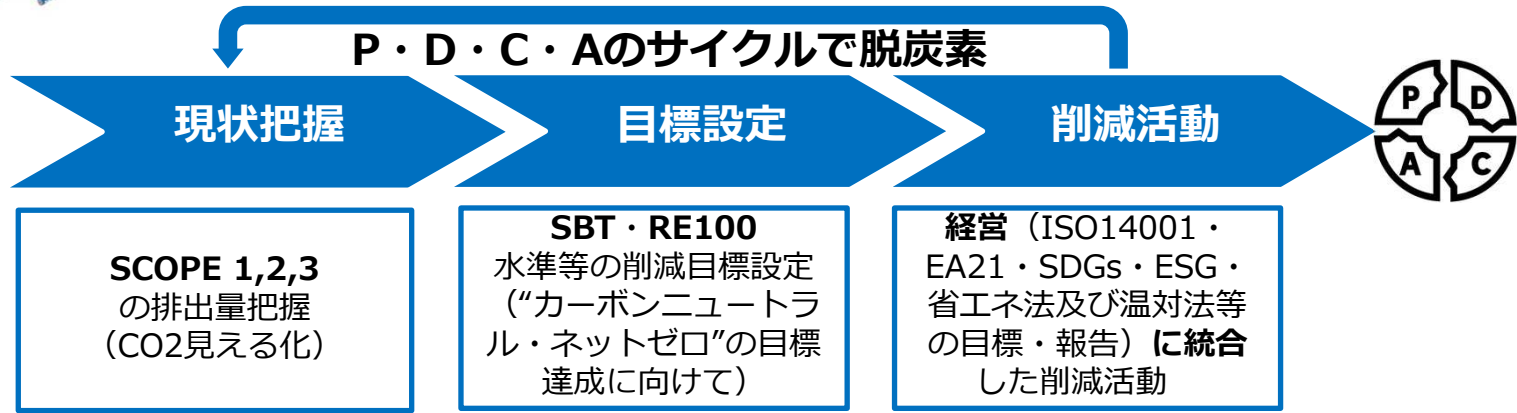 P・D・C・Aのサイクルで脱炭素
現状把握
目標設定
削減活動
P D
A C
SCOPE 1,2,3
の排出量把握
（CO2見える化）
SBT・RE100
水準等の削減目標設定
（“カーボンニュートラ
ル・ネットゼロ”の目標
達成に向けて）
経営（ISO14001・
EA21・SDGs・ESG・
省エネ法及び温対法等
の目標・報告）に統合
した削減活動